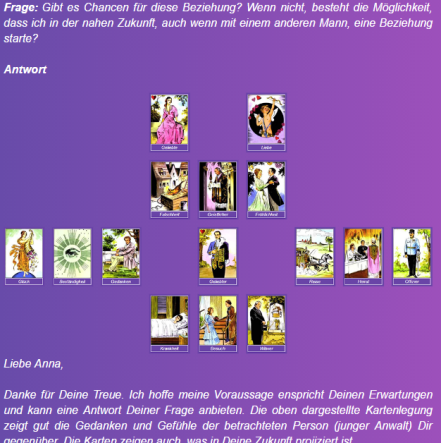 Frage: Gibt es Chancen für diese Beziehung? Wenn nicht, besteht die Möglichkeit,
dass ich in der nahen Zukunft, auch wenn mit einem anderen Mann, eine Beziehung
starte?
Antwort
Geliebte Liebe
Falschheit Geistlicher Fröhlichkeit
Glück Beständigkeit Gedanken Geliebter Reise Heirat Offizier
Krankheit Besuch Witwer
Liebe Anna,
Danke für Deine Treue. Ich hoffe meine Voraussage enspricht Deinen Erwartungen
und kann eine Antwort Deiner Frage anbieten. Die oben dargestellte Kartenlegung
zeigt gut die Gedanken und Gefühle der betrachteten Person (junger Anwalt) Dir
gegenüber. Die Karten zeigen auch, was in Deine Zukunft projiziert ist.